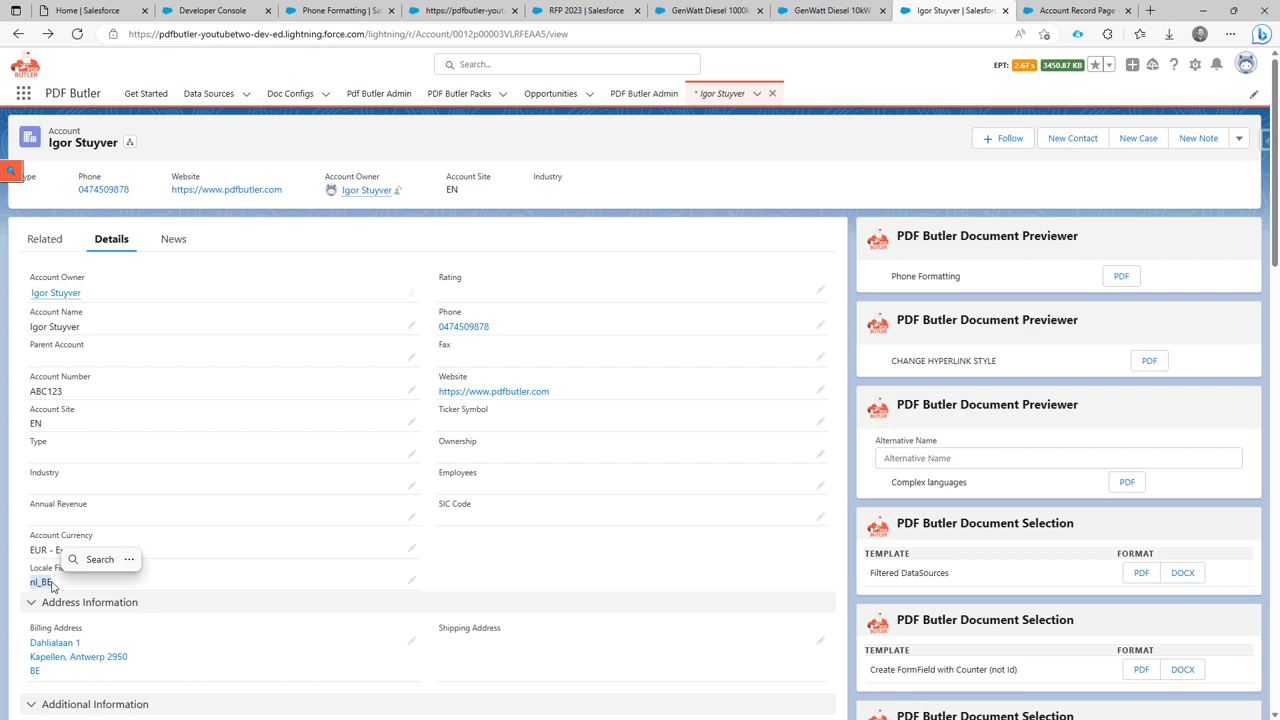 Home | Salesforce
Developer Console
Phone Formatting | Sa
https://pdfbutler-yout
RFP 2023 | Salesforce
GenWatt Diesel 1000k
GenWatt Diesel 10kW
Igor Stuyver | Salesfor
Account Record Page -
https://pdfbutler-youtubetwo-dev-ed.lightning.force.com/lightning/r/Account/0012p00003VLRFEAA5/view
PDF BUTLER
Search...
EPT: 2.67 s 3450.87 KB
PDF Butler
Get Started
Data Sources
Doc Configs
Pdf Butler Admin
PDF Butler Packs
Opportunities
PDF Butler Admin
* Igor Stuyver
Account
Igor Stuyver
+ Follow
New Contact
New Case
New Note
ype
Phone
Website
Account Owner
Account Site
Industry
0474509878
https://www.pdfbutler.com
Igor Stuyver
EN
Related
Details
News
Account Owner
Igor Stuyver
Rating
Account Name
Igor Stuyver
Phone
0474509878
Parent Account
Fax
Account Number
ABC123
Website
https://www.pdfbutler.com
Account Site
EN
Ticker Symbol
Type
Ownership
Industry
Employees
Annual Revenue
SIC Code
Account Currency
EUR - E
Search
Locale Fi
nl_BE
Address Information
Billing Address
Dahlialaan 1
Kapellen, Antwerp 2950
BE
Shipping Address
Additional Information
PDF Butler Document Previewer
Phone Formatting
PDF
PDF Butler Document Previewer
CHANGE HYPERLINK STYLE
PDF
PDF Butler Document Previewer
Alternative Name
Alternative Name
Complex languages
PDF
PDF Butler Document Selection
TEMPLATE
FORMAT
Filtered DataSources
PDF
DOCX
PDF Butler Document Selection
TEMPLATE
FORMAT
Create FormField with Counter (not Id)
PDF
DOCX
PDF Butler Document Selection